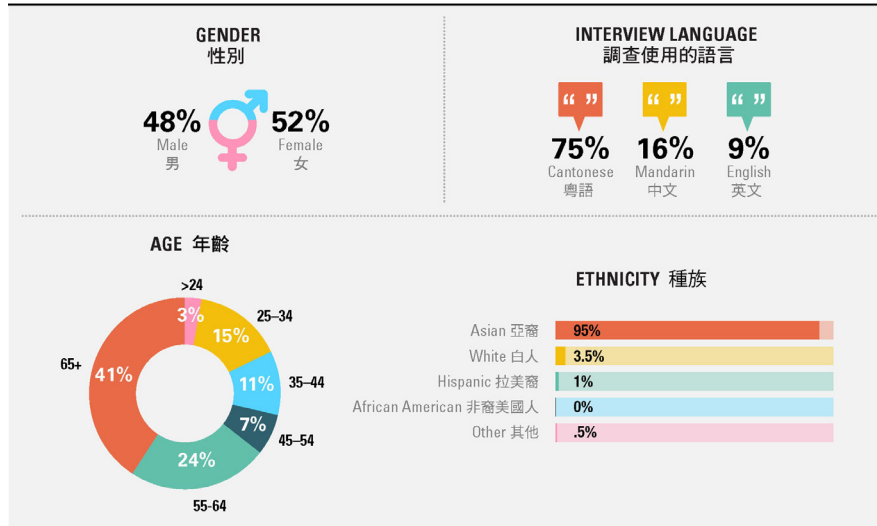 GENDER
性別
48%
Male
男
52%
Female
女
INTERVIEW LANGUAGE
調查使用的語言
“ ”
“ ”
“ ”
75%
Cantonese
粵語
16%
Mandarin
中文
9%
English
英文
AGE 年齡
>24
3%
25–34
15%
35–44
11%
45–54
7%
55-64
24%
65+
41%
ETHNICITY 種族
Asian 亞裔 95%
White 白人 3.5%
Hispanic 拉美裔 1%
African American 非裔美國人 0%
Other 其他 .5%